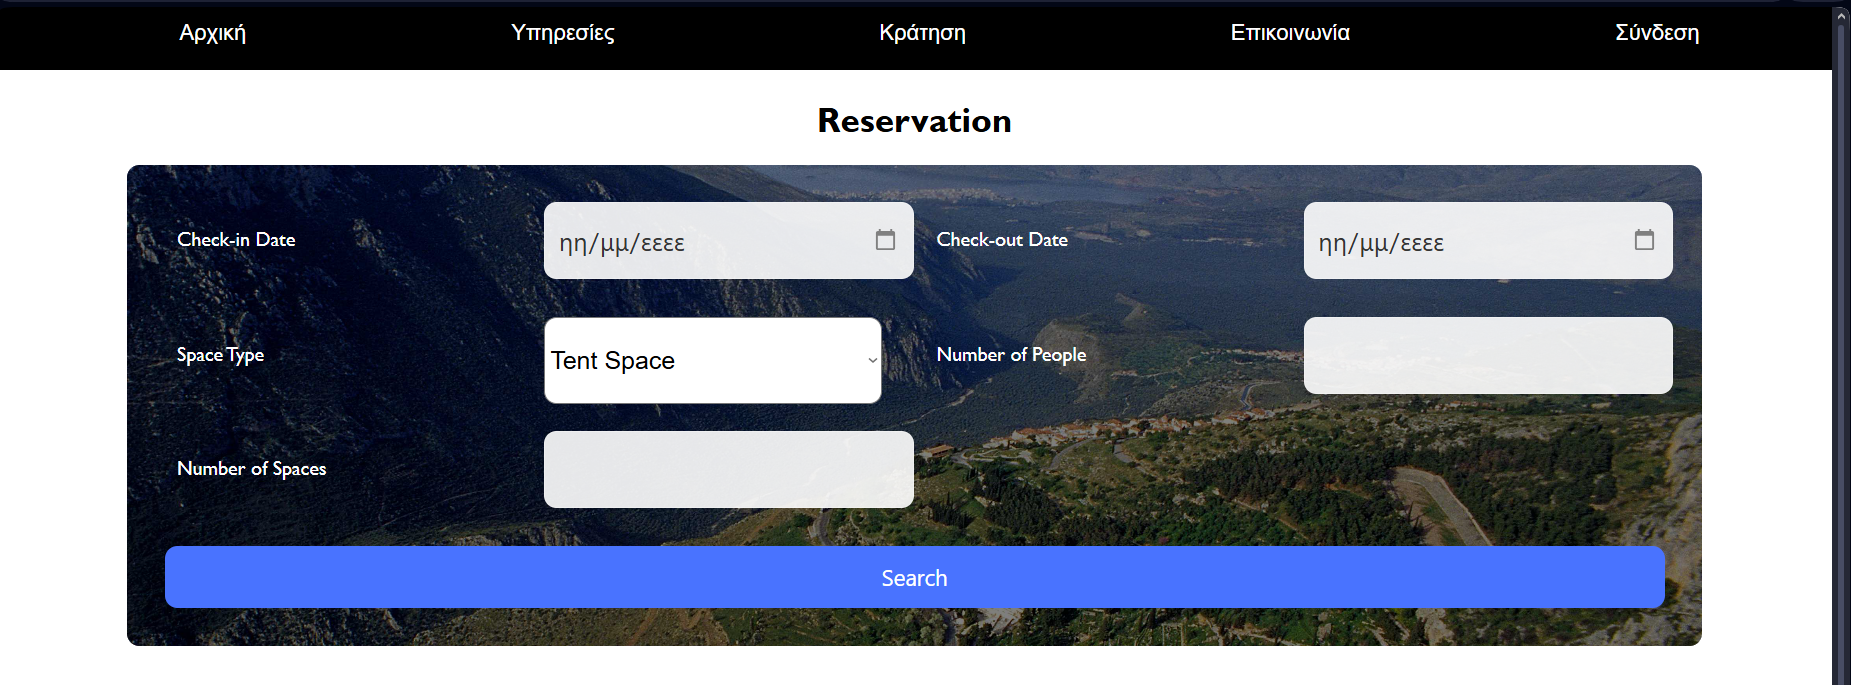 Αρχική Υπηρεσίες Κράτηση Επικοινωνία Σύνδεση
Reservation
Check-in Date ηη/μμ/εεεε Check-out Date ηη/μμ/εεεε
Space Type Tent Space Number of People
Number of Spaces
Search